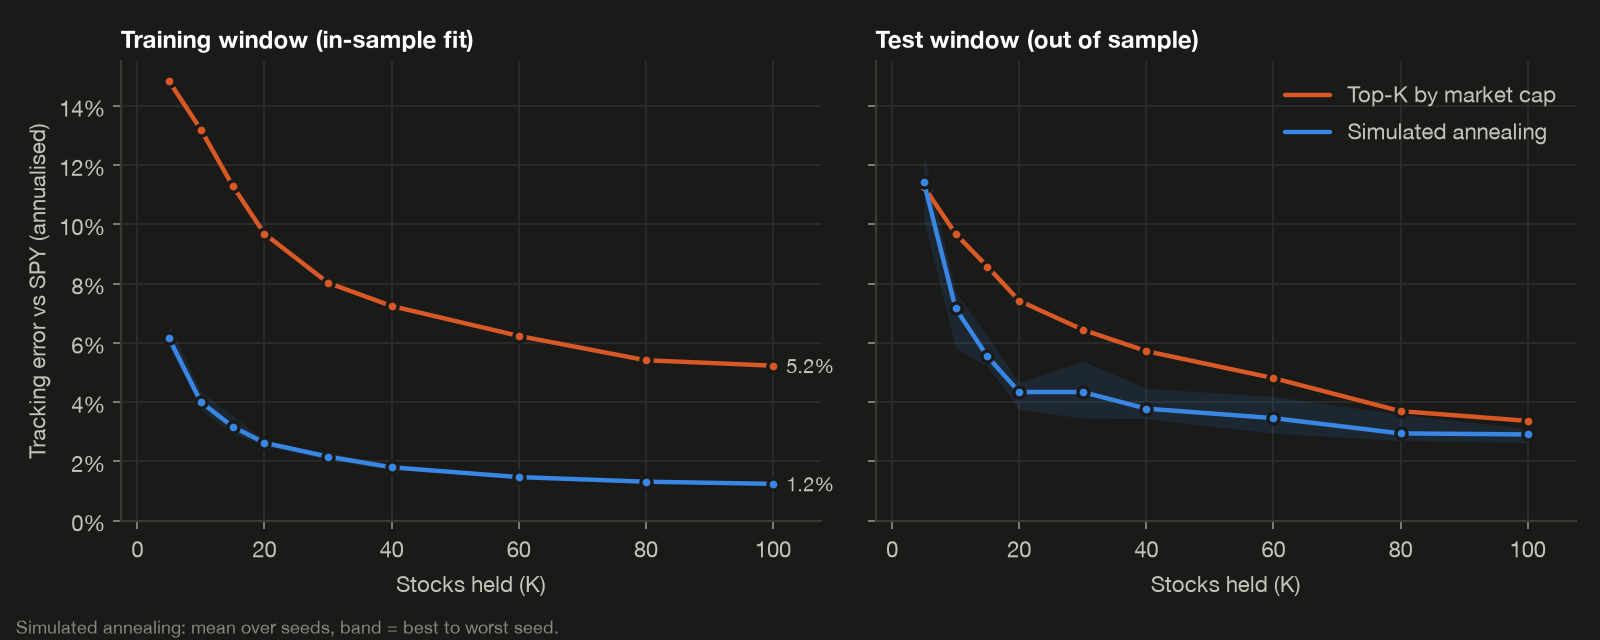 Training window (in-sample fit)
Test window (out of sample)
Tracking error vs SPY (annualised)
14%
12%
10%
8%
6%
4%
2%
0%
5.2%
1.2%
0
20
40
60
80
100
Stocks held (K)
Top-K by market cap
Simulated annealing
0
20
40
60
80
100
Stocks held (K)
Simulated annealing: mean over seeds, band = best to worst seed.